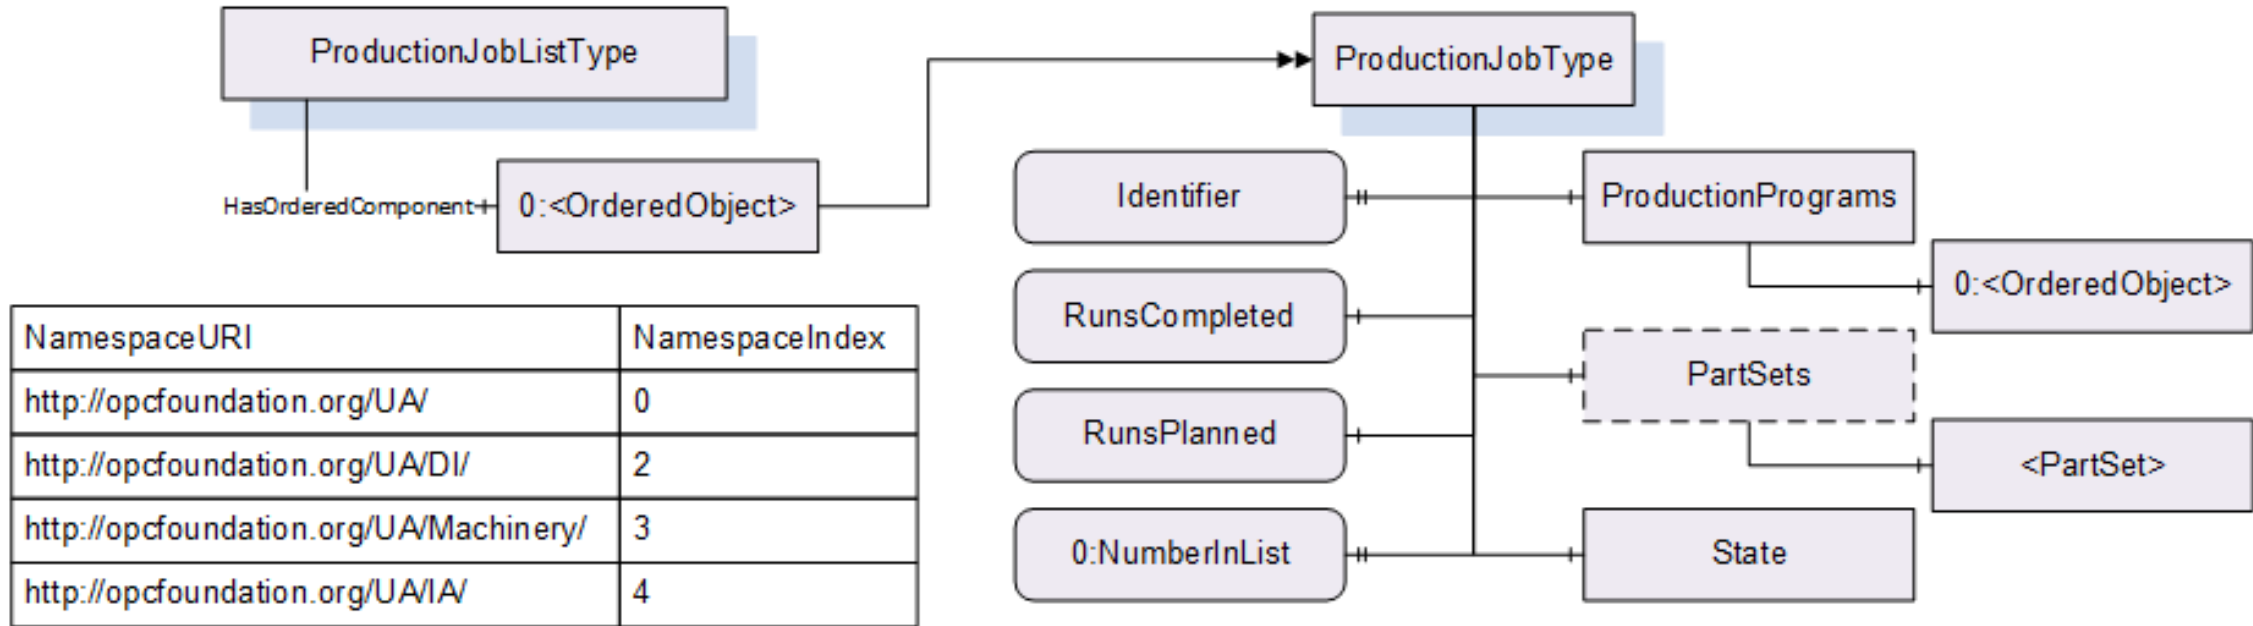 ProductionJobListType
HasOrderedComponent
0:<OrderedObject>
NamespaceURI NamespaceIndex
http://opcfoundation.org/UA/ 0
http://opcfoundation.org/UA/DI/ 2
http://opcfoundation.org/UA/Machinery/ 3
http://opcfoundation.org/UA/IA/ 4
ProductionJobType
Identifier
RunsCompleted
RunsPlanned
0:NumberInList
ProductionPrograms
0:<OrderedObject>
PartSets
<PartSet>
State